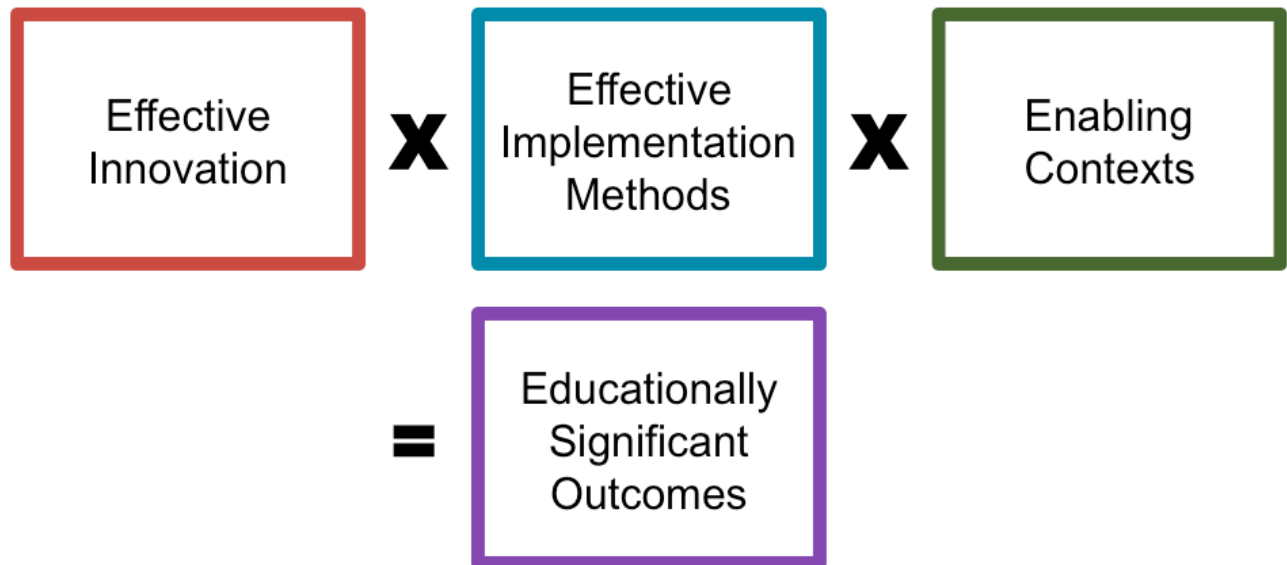 Effective
Innovation
X
Effective
Implementation
Methods
X
Enabling
Contexts
=
Educationally
Significant
Outcomes